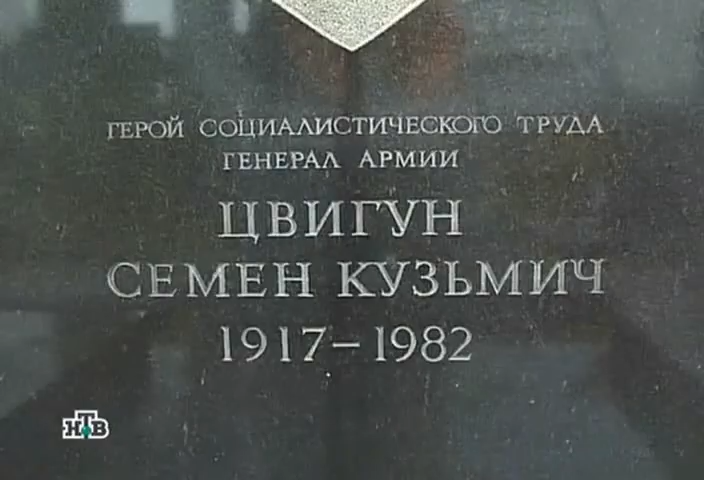 ГЕРОЙ СОЦИАЛИСТИЧЕСКОГО ТРУДА
ГЕНЕРАЛ АРМИИ
ЦВИГУН
СЕМЕН КУЗЬМИЧ
1917–1982
НТВ